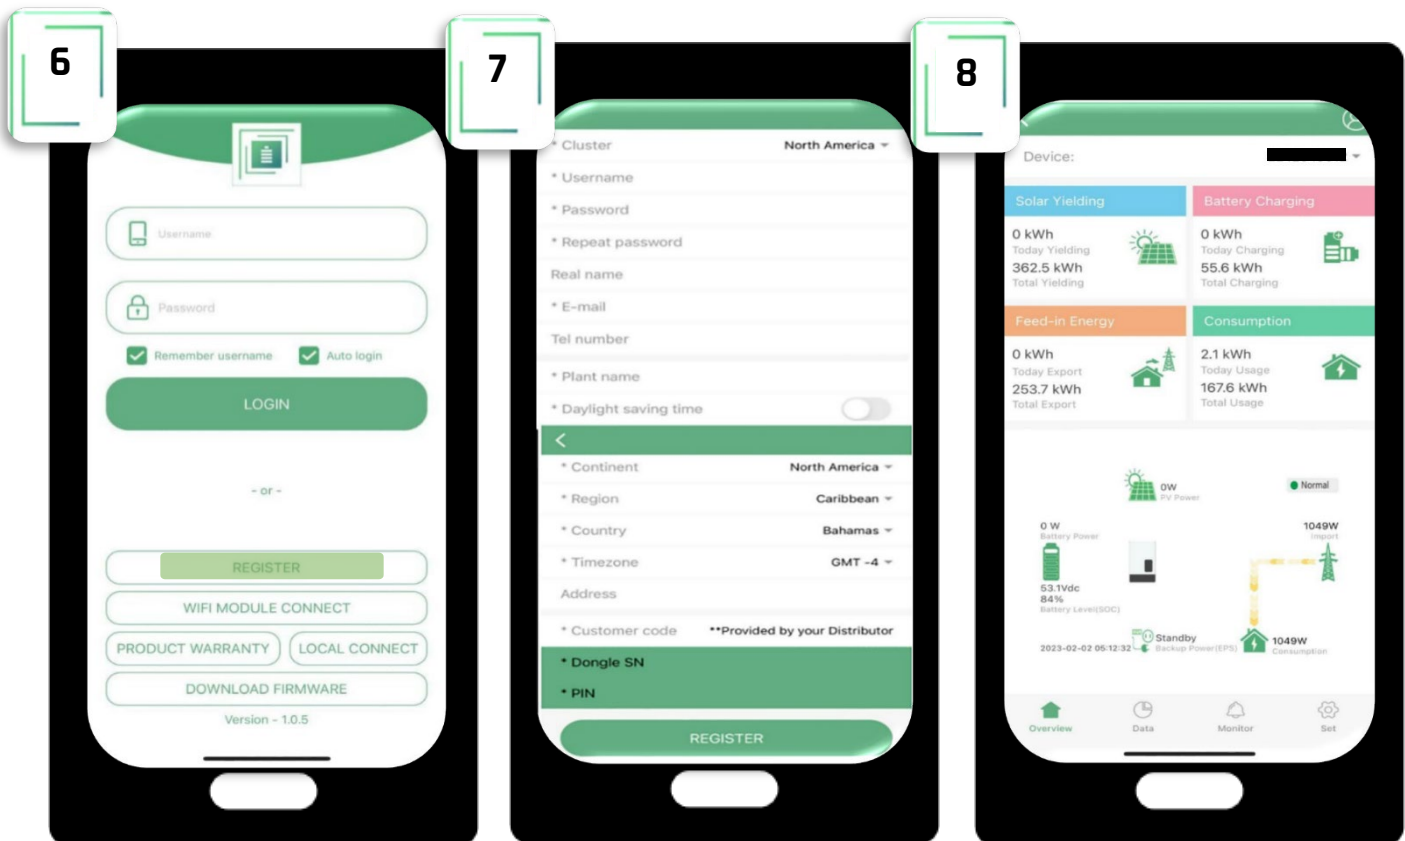 6
Username
Password
Remember username Auto login
LOGIN
- or -
REGISTER
WIFI MODULE CONNECT
PRODUCT WARRANTY LOCAL CONNECT
DOWNLOAD FIRMWARE
Version - 1.0.5
7
* Cluster North America
* Username
* Password
* Repeat password
Real name
* E-mail
Tel number
* Plant name
* Daylight saving time
* Continent North America
* Region Caribbean
* Country Bahamas
* Timezone GMT -4
Address
* Customer code **Provided by your Distributor
* Dongle SN
* PIN
REGISTER
8
Device:
Solar Yielding Battery Charging
0 kWh 0 kWh
Today Yielding Today Charging
362.5 kWh 55.6 kWh
Total Yielding Total Charging
Feed-in Energy Consumption
0 kWh 2.1 kWh
Today Export Today Usage
253.7 kWh 167.6 kWh
Total Export Total Usage
0W
PV Power
Normal
0 W 1049W
Battery Power Import
53.1Vdc
84%
Battery Level(SOC)
Standby
2023-02-02 05:12:32 Backup Power(EPS)
1049W
Consumption
Overview Data Monitor Set